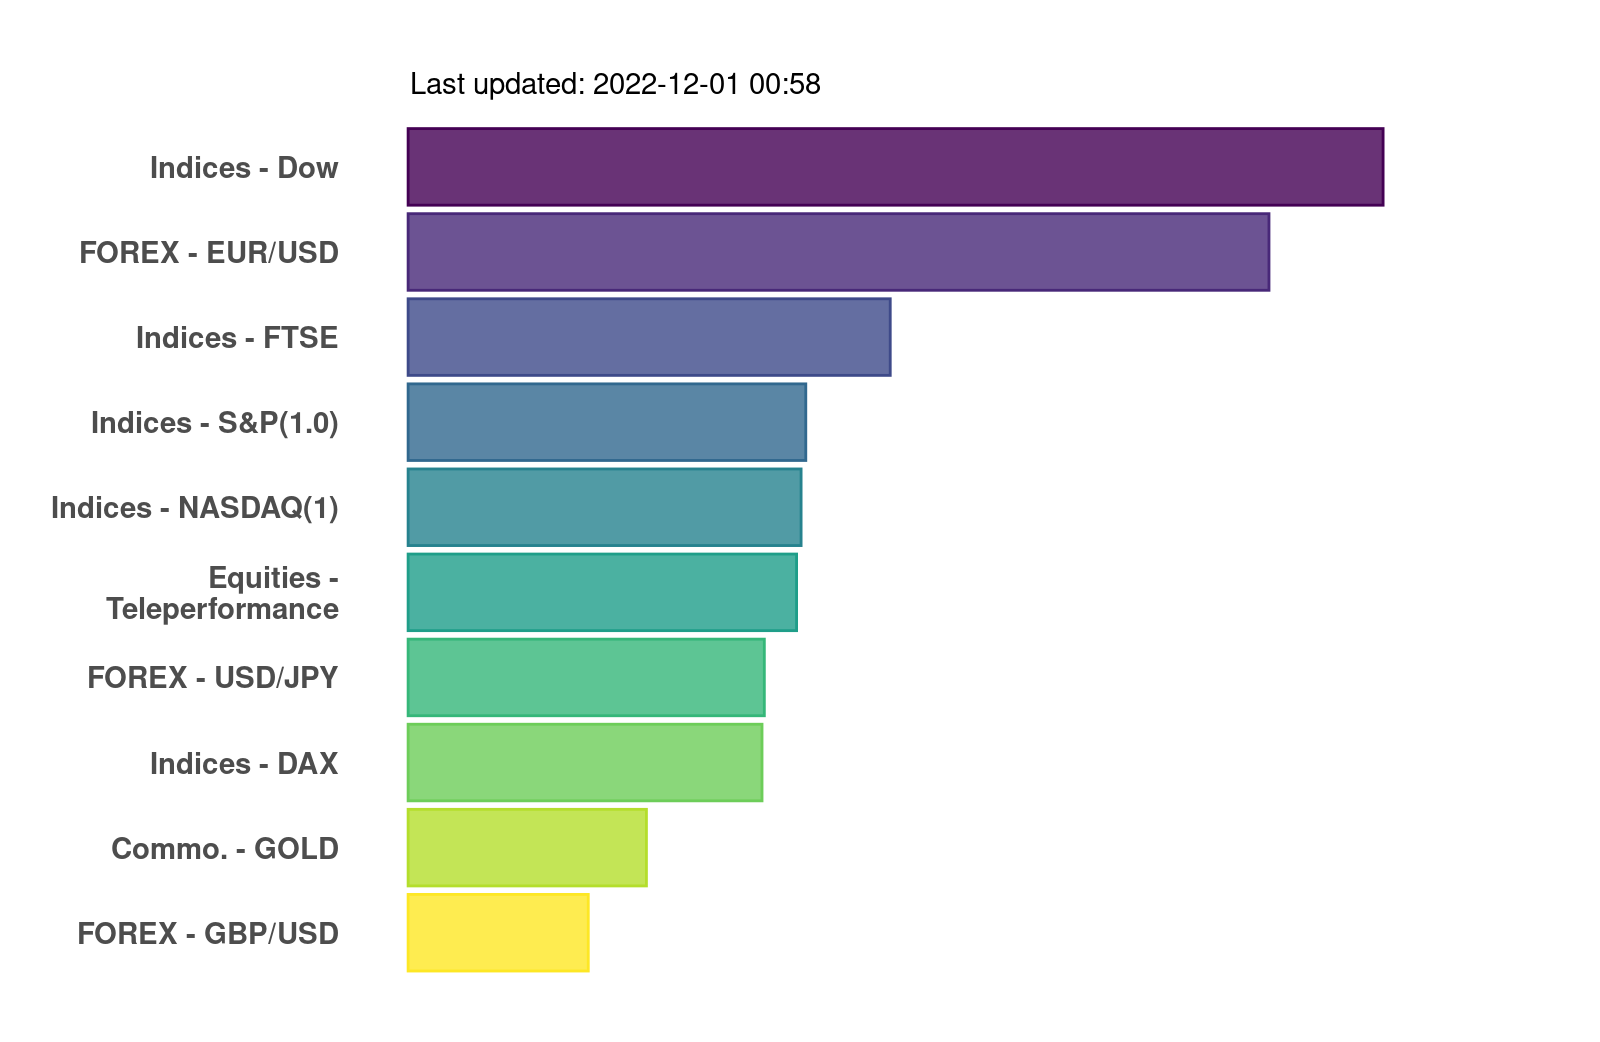 Last updated: 2022-12-01 00:58
Indices - Dow
FOREX - EUR/USD
Indices - FTSE
Indices - S&P(1.0)
Indices - NASDAQ(1)
Equities -
Teleperformance
FOREX - USD/JPY
Indices - DAX
Commo. - GOLD
FOREX - GBP/USD